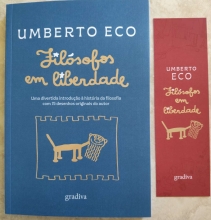 UMBERTO ECO
Filósofos
em liberdade
Uma divertida introdução à história da filosofia
com 15 desenhos originais do autor
gradiva
UMBERTO
ECO
Filósofos
em
liberdade
gradiva